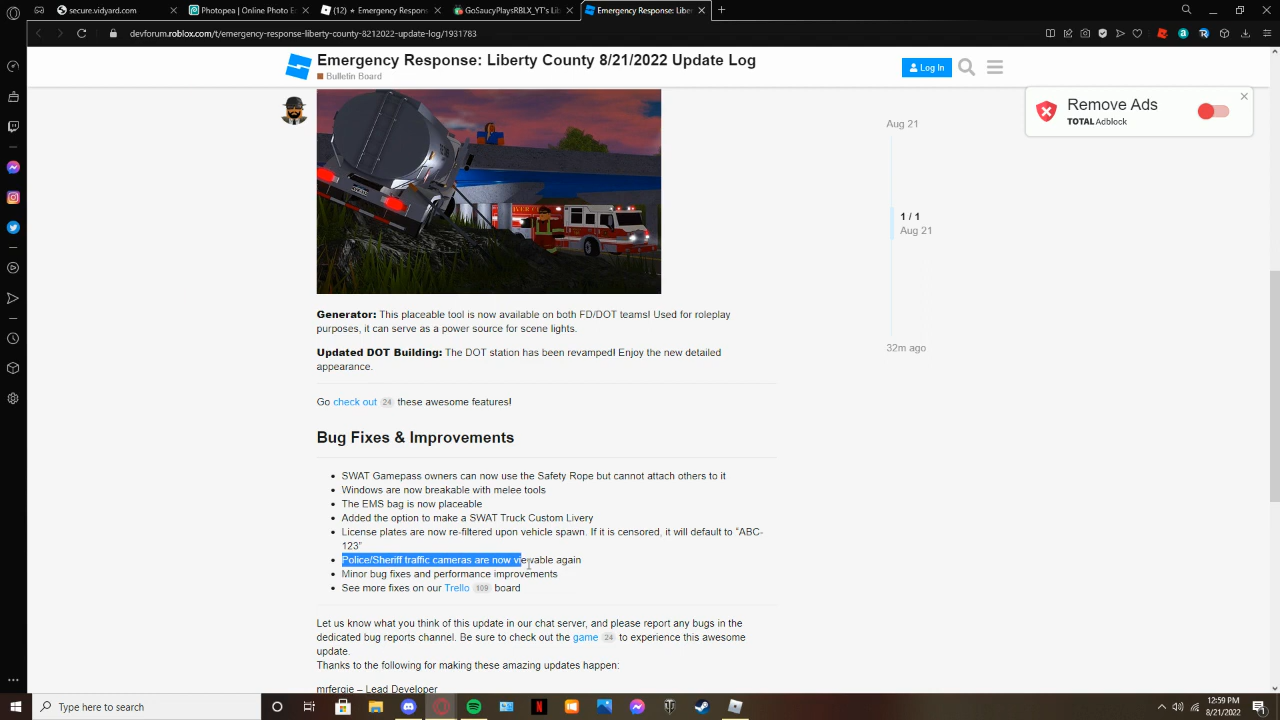 secure.vidyard.com
Photopea | Online Photo E
(12) ★ Emergency Respons
GoSaucyPlaysRBLX_YT's Li
Emergency Response: Libe
devforum.roblox.com/t/emergency-response-liberty-county-8212022-update-log/1931783
Emergency Response: Liberty County 8/21/2022 Update Log
Bulletin Board
Log In
Remove Ads
TOTAL Adblock
Aug 21
1 / 1
Aug 21
32m ago
Generator: This placeable tool is now available on both FD/DOT teams! Used for roleplay
purposes, it can serve as a power source for scene lights.
Updated DOT Building: The DOT station has been revamped! Enjoy the new detailed
appearance.
Go check out 24 these awesome features!
Bug Fixes & Improvements
• SWAT Gamepass owners can now use the Safety Rope but cannot attach others to it
• Windows are now breakable with melee tools
• The EMS bag is now placeable
• Added the option to make a SWAT Truck Custom Livery
• License plates are now re-filtered upon vehicle spawn. If it is censored, it will default to “ABC-
123”
• Police/Sheriff traffic cameras are now viewable again
• Minor bug fixes and performance improvements
• See more fixes on our Trello 109 board
Let us know what you think of this update in our chat server, and please report any bugs in the
dedicated bug reports channel. Be sure to check out the game 24 to experience this awesome
update.
Thanks to the following for making these amazing updates happen:
mrfergie – Lead Developer
Type here to search
12:59 PM
8/21/2022